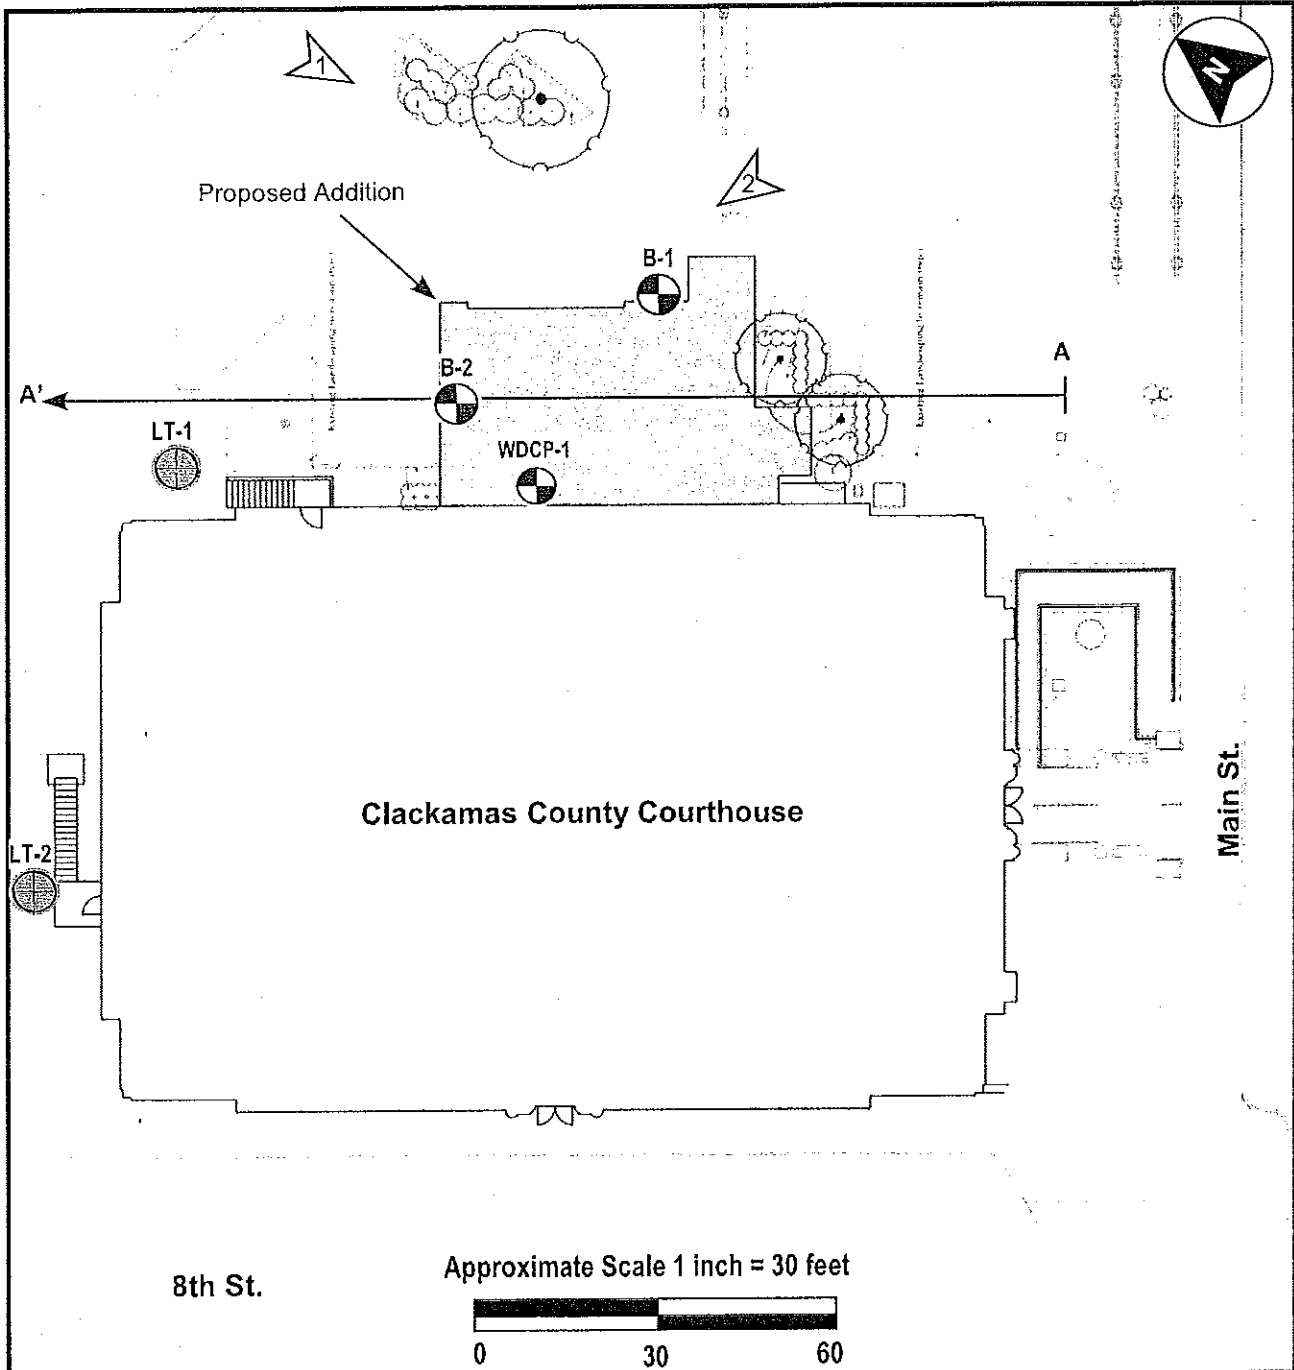 1
N
Proposed Addition
2
B-1
A
B-2
A'
LT-1
WDCP-1
Clackamas County Courthouse
Main St.
LT-2
8th St.
Approximate Scale 1 inch = 30 feet
0 30 60